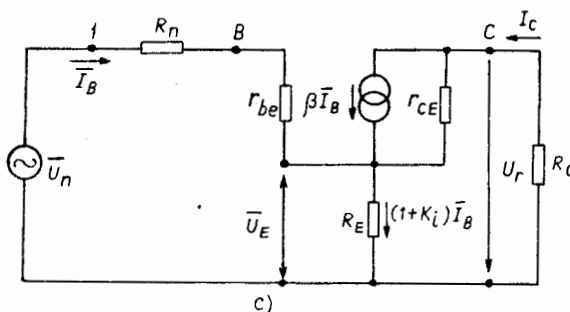 1
R_n
B
I_C
C
Ī_B
r_be
βĪ_B
r_CE
Ū_n
Ū_E
R_E
(1+K_i)Ī_B
U_r
c)